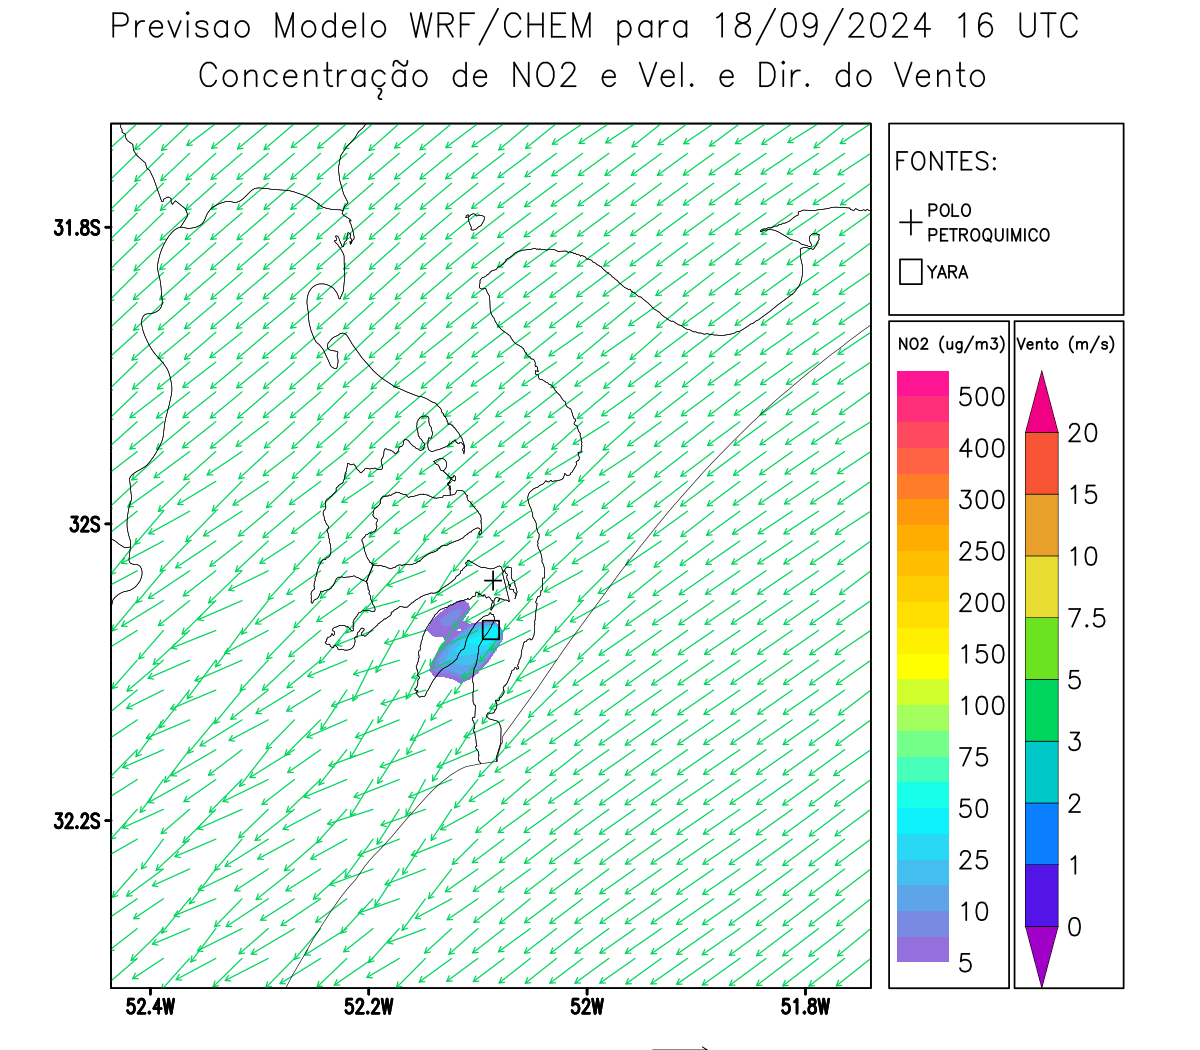 Previsao Modelo WRF/CHEM para 18/09/2024 16 UTC
Concentração de NO2 e Vel. e Dir. do Vento
FONTES:
POLO
PETROQUIMICO
YARA
NO2 (ug/m3)
500
400
300
250
200
150
100
75
50
25
10
5
Vento (m/s)
20
15
10
7.5
5
3
2
1
0
31.8S
32S
32.2S
52.4W
52.2W
52W
51.8W